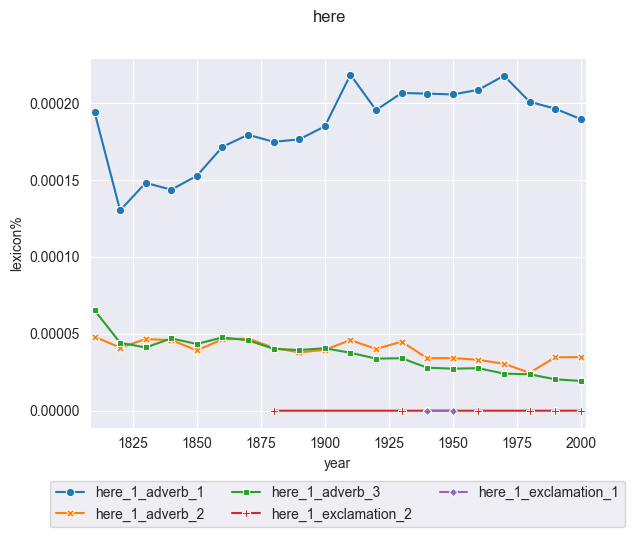 here
0.00020
0.00015
0.00010
0.00005
0.00000
lexicon%
1825 1850 1875 1900 1925 1950 1975 2000
year
here_1_adverb_1 here_1_adverb_3 here_1_exclamation_1
here_1_adverb_2 here_1_exclamation_2